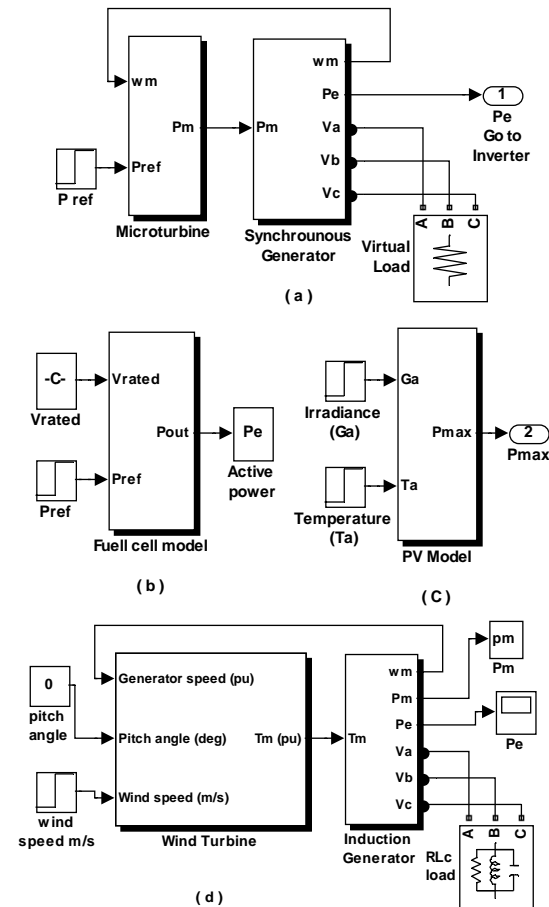 wm
wm
Pe
1
Pm
Pm
Va
Pe
Go to
Inverter
Vb
Pref
P ref
Vc
Microturbine
Synchrounous
Generator
A
B
C
Virtual
Load
( a )
-C-
Vrated
Vrated
Pout
Pe
Active
power
Pref
Pref
Fuell cell model
( b )
Ga
Irradiance
(Ga)
Pmax
2
Pmax
Ta
Temperature
(Ta)
PV Model
( C )
0
pitch
angle
Generator speed (pu)
Pitch angle (deg)
Tm (pu)
Wind speed (m/s)
wind
speed m/s
Wind Turbine
wm
Pm
Pe
Tm
Va
Vb
Vc
Induction
Generator
pm
Pm
Pe
A
B
C
RLc
load
( d )